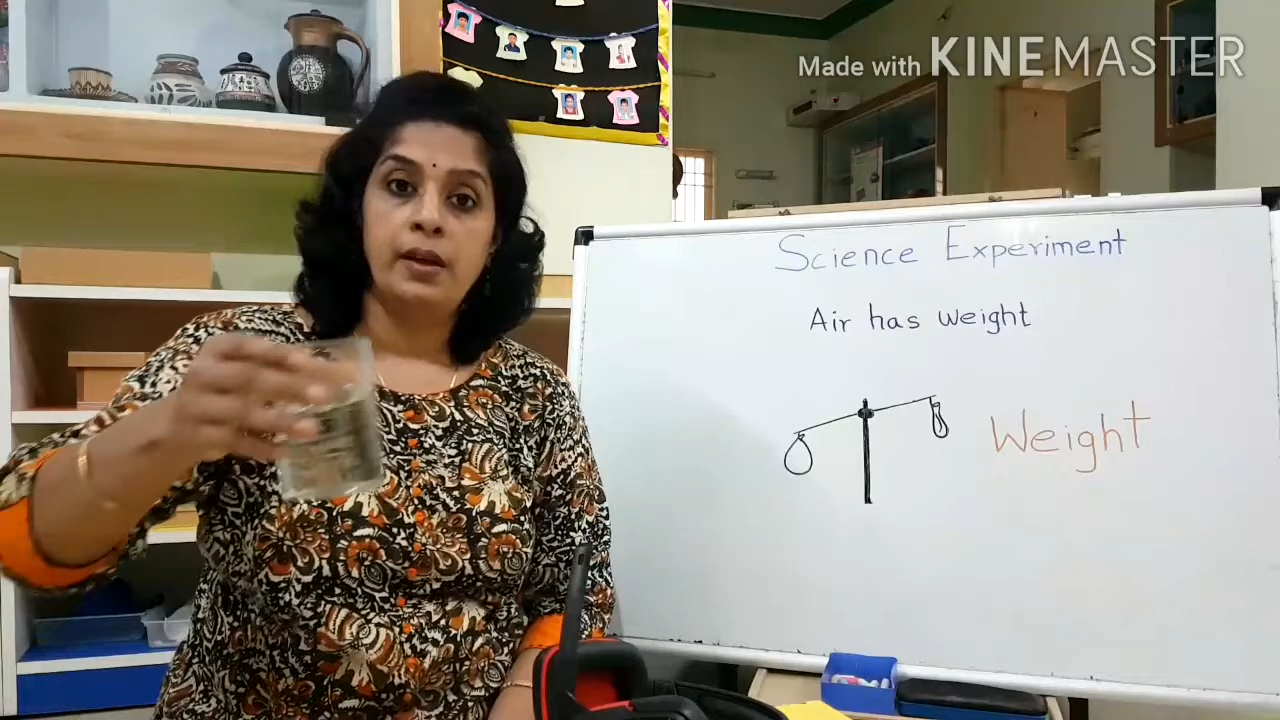 Made with KINEMASTER
Science Experiment
Air has weight
Weight